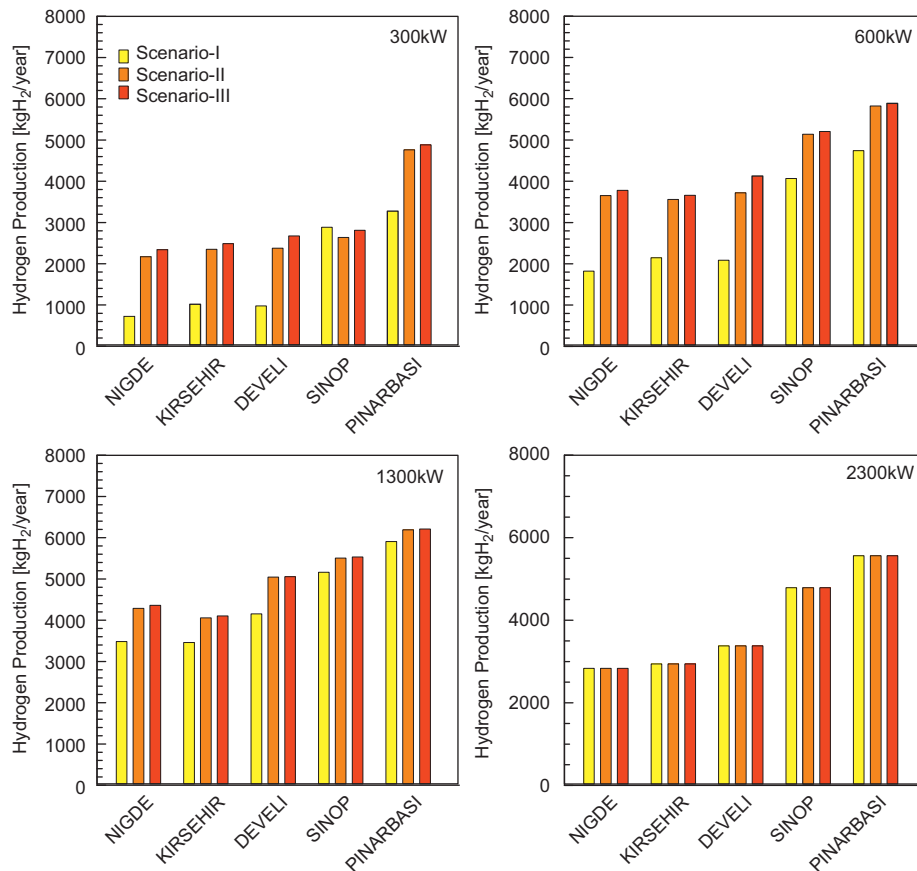 300kW
Scenario-I
Scenario-II
Scenario-III
Hydrogen Production [kgH₂/year]
8000
7000
6000
5000
4000
3000
2000
1000
0
NIGDE
KIRSEHIR
DEVELI
SINOP
PINARBASI
600kW
Hydrogen Production [kgH₂/year]
8000
7000
6000
5000
4000
3000
2000
1000
0
NIGDE
KIRSEHIR
DEVELI
SINOP
PINARBASI
1300kW
Hydrogen Production [kgH₂/year]
8000
7000
6000
5000
4000
3000
2000
1000
0
NIGDE
KIRSEHIR
DEVELI
SINOP
PINARBASI
2300kW
Hydrogen Production [kgH₂/year]
8000
6000
4000
2000
0
NIGDE
KIRSEHIR
DEVELI
SINOP
PINARBASI